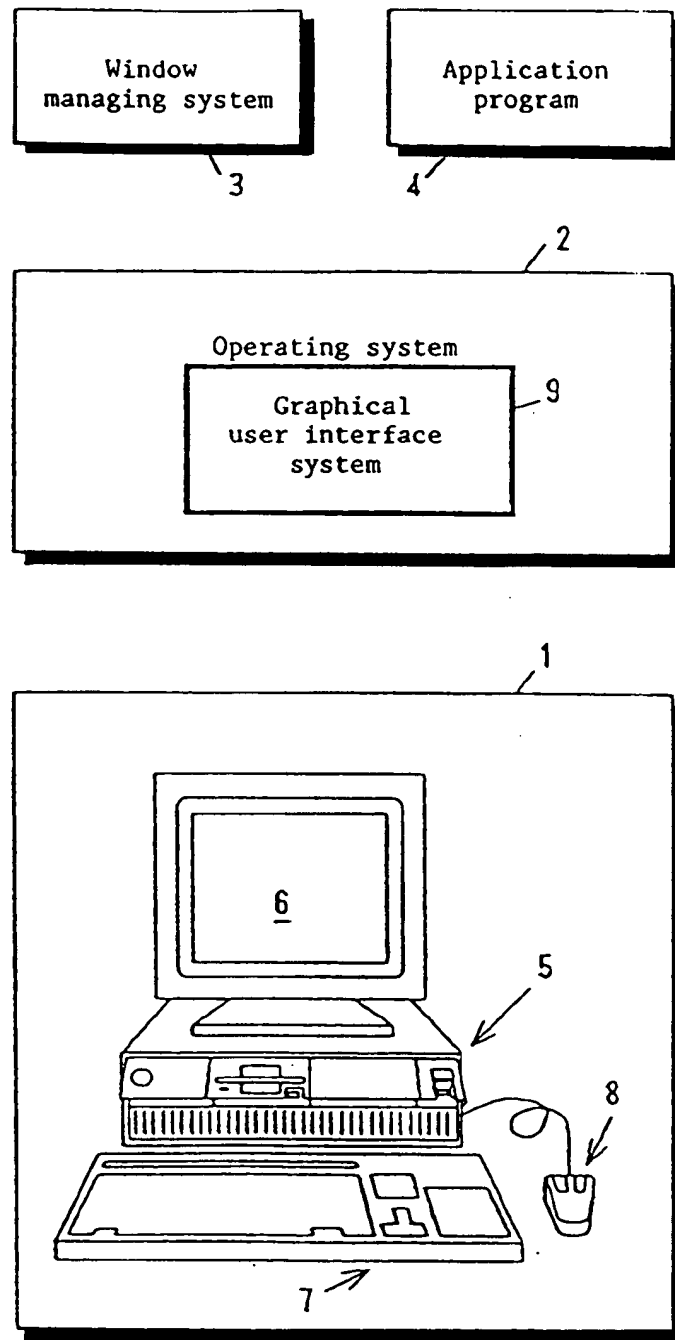 Window
managing system
Application
program
3
4
2
Operating system
Graphical
user interface
system
9
1
6
5
8
7